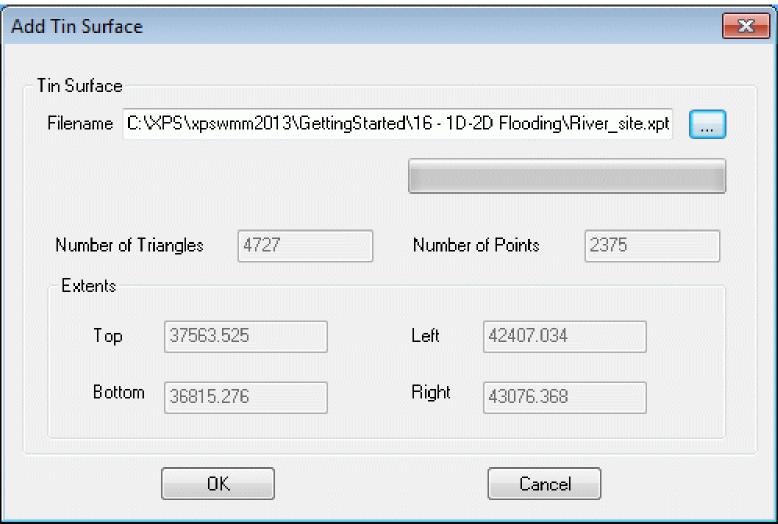 Add Tin Surface
Tin Surface
Filename C:\XPS\xpswmm2013\GettingStarted\16 - 1D-2D Flooding\River_site.xpt ...
Number of Triangles 4727 Number of Points 2375
Extents
Top 37563.525 Left 42407.034
Bottom 36815.276 Right 43076.368
OK Cancel